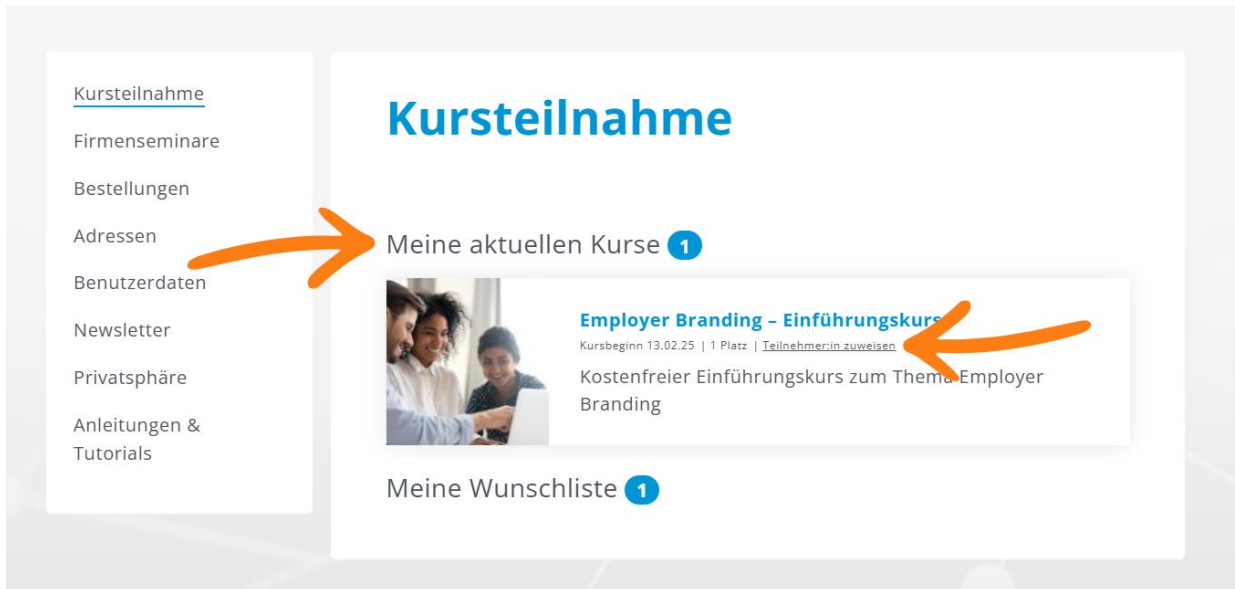 Kursteilnahme
Firmenseminare
Bestellungen
Adressen
Benutzerdaten
Newsletter
Privatsphäre
Anleitungen &
Tutorials
Kursteilnahme
Meine aktuellen Kurse 1
Employer Branding – Einführungskurs
Kursbeginn 13.02.25 | 1 Platz | Teilnehmer:in zuweisen
Kostenfreier Einführungskurs zum Thema Employer
Branding
Meine Wunschliste 1